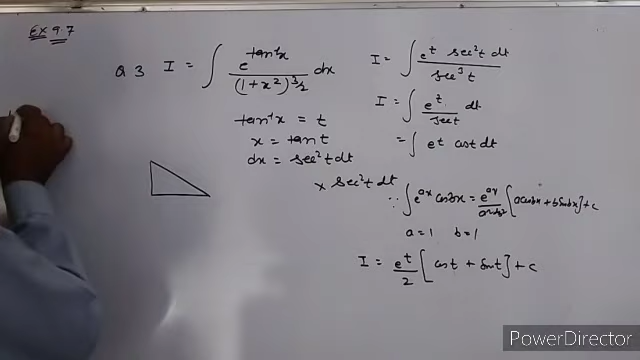 Ex 9.7
Q 3 I = ∫ e^(tan⁻¹x) / (1+x²)^(3/2) dx
tan⁻¹x = t
x = tan t
dx = sec²t dt
I = ∫ e^t sec²t dt / sec³t
I = ∫ e^t / sec t dt
= ∫ e^t cos t dt
x sec²t dt
∵ ∫ e^(ax) cos bx = e^(ax) / (a²+b²) [a cos bx + b sin bx] + c
a = 1 b = 1
I = e^t / 2 [cos t + sin t] + c
PowerDirector